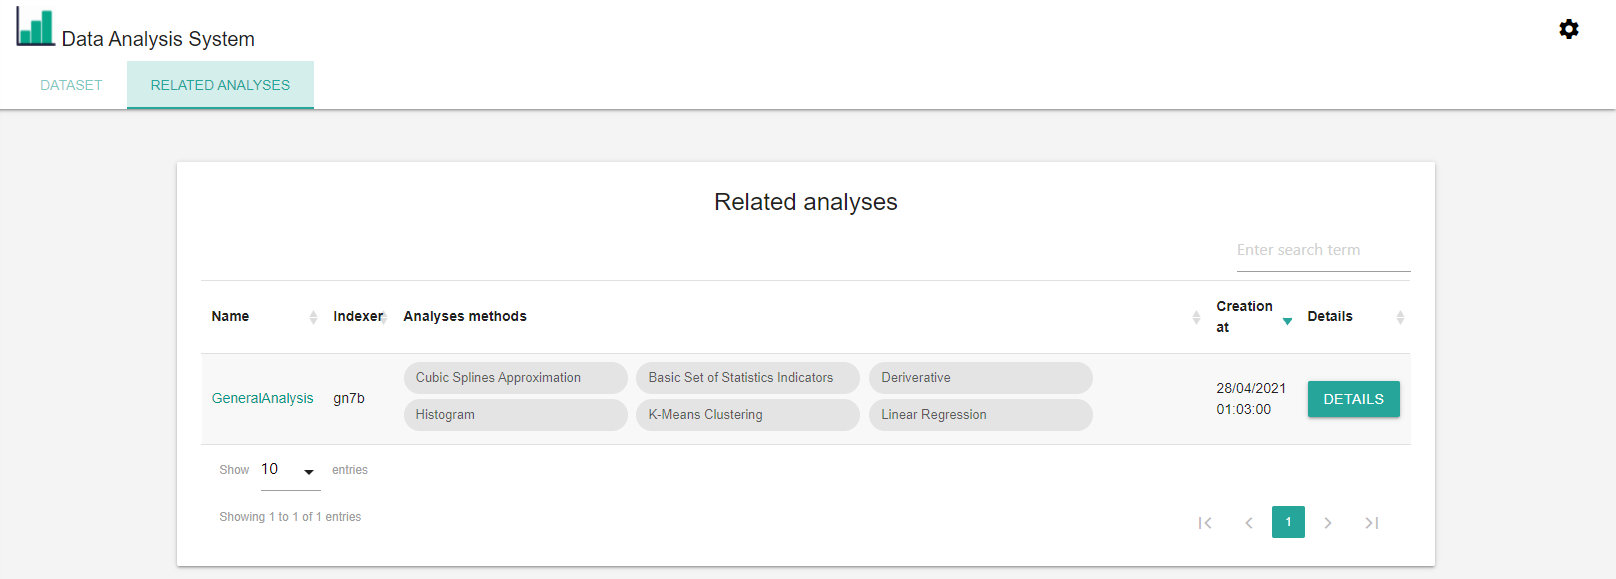 Data Analysis System
DATASET
RELATED ANALYSES
Related analyses
Enter search term
Name
Indexer
Analyses methods
Creation
at
Details
GeneralAnalysis
gn7b
Cubic Splines Approximation
Basic Set of Statistics Indicators
Deriverative
Histogram
K-Means Clustering
Linear Regression
28/04/2021
01:03:00
DETAILS
Show 10 entries
Showing 1 to 1 of 1 entries
1